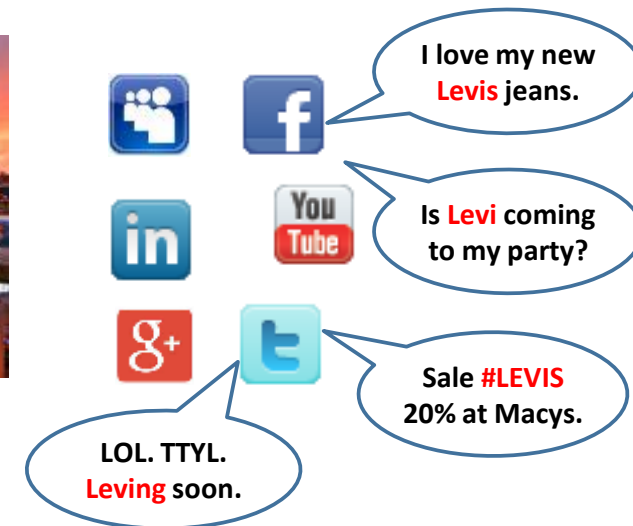 I love my new
Levis jeans.
f
in
You
Tube
Is Levi coming
to my party?
g+
t
Sale #LEVIS
20% at Macys.
LOL. TTYL.
Leving soon.